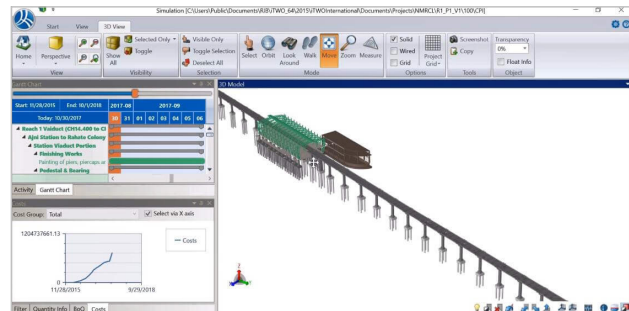 Simulation [C:\Users\Public\Documents\RIB\iTWO_64\2015\iTWOInternational\Documents\Projects\NMRCL\R1_P1_V1\100\CPI]
Start View 3D View
Home Perspective Show All Selected Only Toggle Visible Only Toggle Selection Deselect All Select Orbit Look Around Walk Move Zoom Measure Solid Wired Grid Project Grid Screenshot Copy Transparency 0% Float Info
View Visibility Selection Mode Options Tools Object
Gantt Chart
3D Model
Start: 11/28/2015 End: 10/1/2018 2017-08 2017-09
Today: 10/30/2017 30 31 01 02 03 04 05 06
Reach 1 Vaiduct (CH14.400 to CI
Ajni Station to Rahate Colony
Station Viaduct Portion
Finishing Works
Painting of piers, piercaps ar
Pedestal & Bearing
Activity Gantt Chart
Costs
Cost Group: Total Select via X axis
1204737661.13
Costs
0
11/28/2015 9/29/2018
Z
Filter Quantity Info BoQ Costs